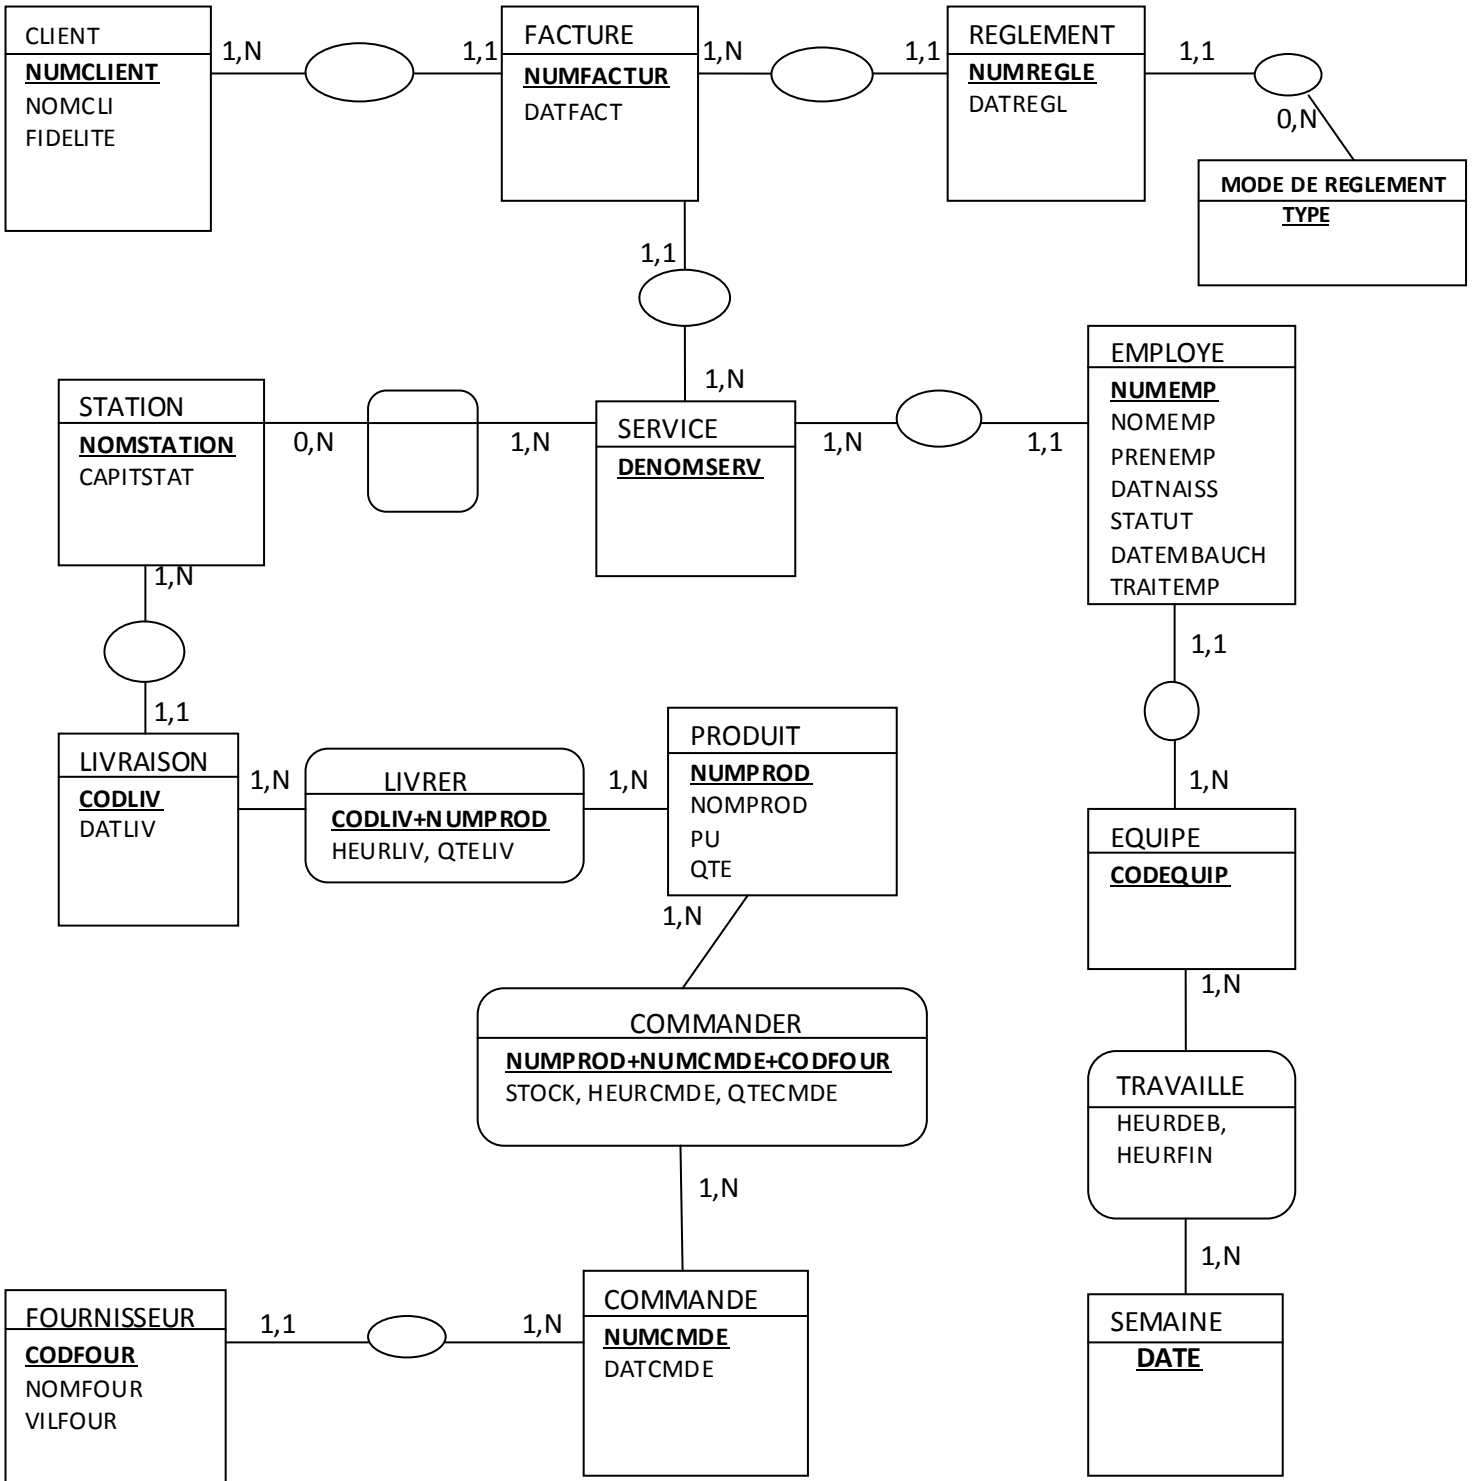 CLIENT
NUMCLIENT
NOMCLI
FIDELITE
1,N
1,1
FACTURE
NUMFACTUR
DATFACT
1,N
1,1
REGLEMENT
NUMREGLE
DATREGL
1,1
0,N
MODE DE REGLEMENT
TYPE
1,1
1,N
STATION
NOMSTATION
CAPITSTAT
0,N
1,N
SERVICE
DENOMSERV
1,N
1,1
EMPLOYE
NUMEMP
NOMEMP
PRENEMP
DATNAISS
STATUT
DATEMBAUCH
TRAITEMP
1,N
1,1
1,1
1,N
LIVRAISON
CODLIV
DATLIV
1,N
LIVRER
CODLIV+NUMPROD
HEURLIV, QTELIV
1,N
PRODUIT
NUMPROD
NOMPROD
PU
QTE
1,N
EQUIPE
CODEQUIP
1,N
COMMANDER
NUMPROD+NUMCMDE+CODFOUR
STOCK, HEURCMDE, QTECMDE
1,N
TRAVAILLE
HEURDEB,
HEURFIN
1,N
FOURNISSEUR
CODFOUR
NOMFOUR
VILFOUR
1,1
1,N
COMMANDE
NUMCMDE
DATCMDE
SEMAINE
DATE